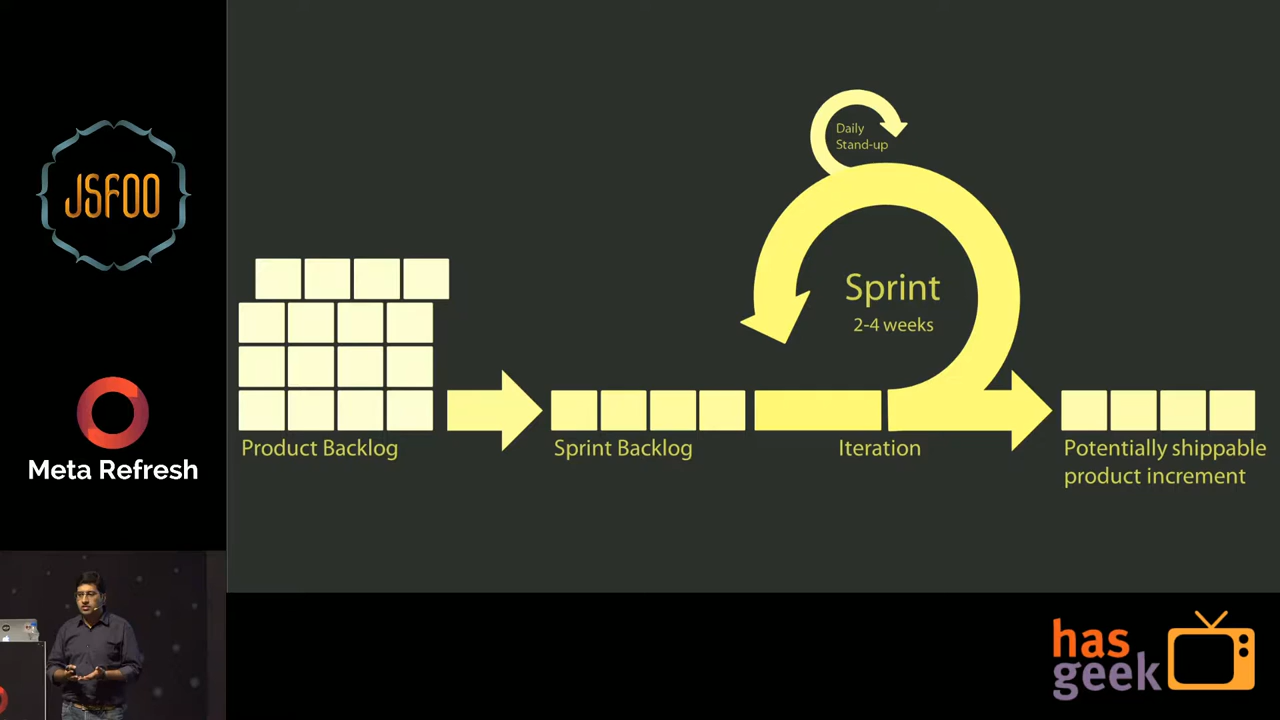 JSFOO
Meta Refresh
Daily
Stand-up
Sprint
2-4 weeks
Product Backlog
Sprint Backlog
Iteration
Potentially shippable
product increment
has
geek